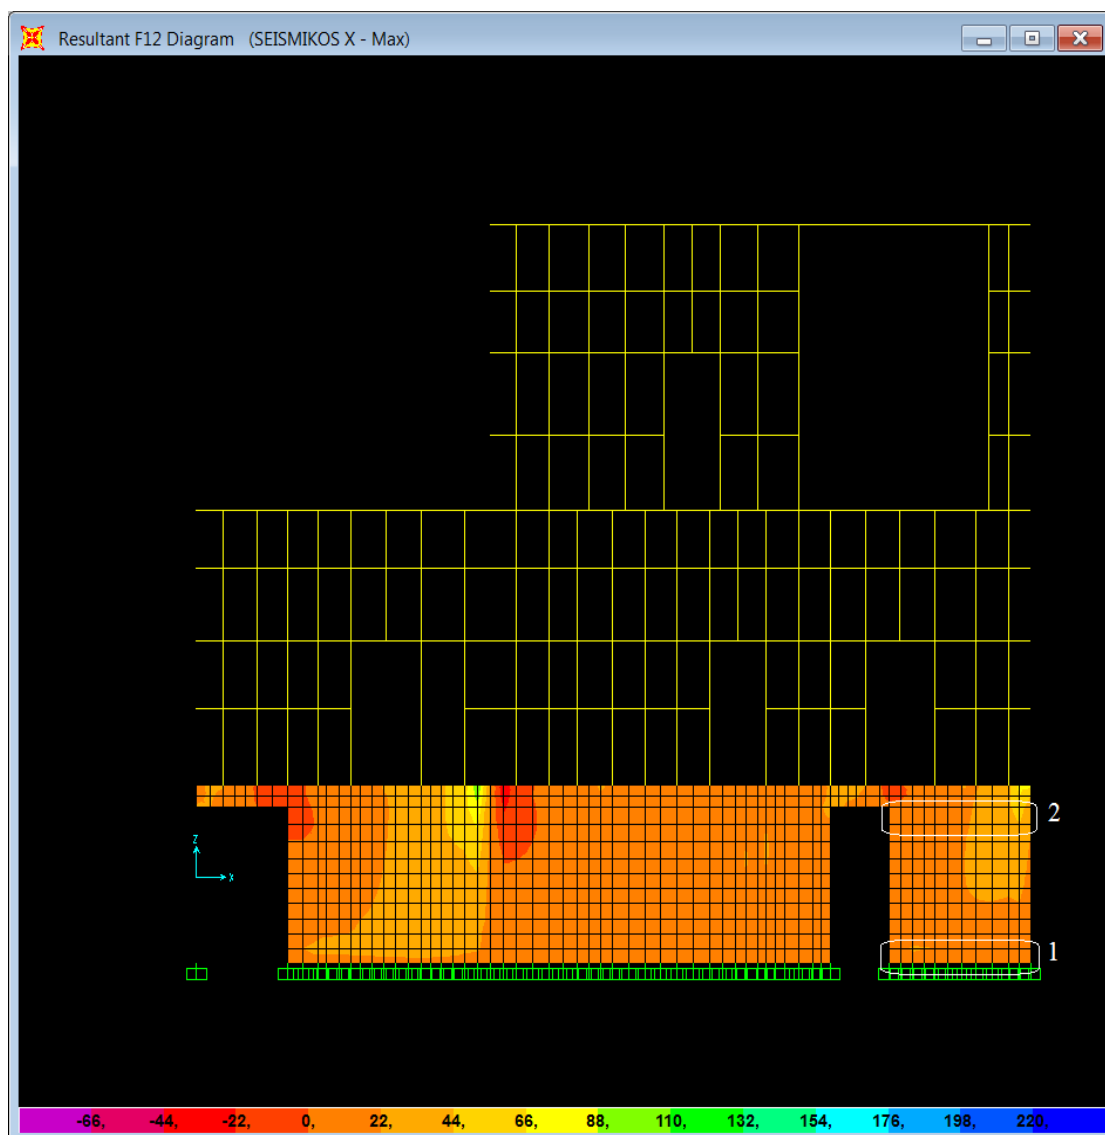 Resultant F12 Diagram (SEISMIKOS X - Max)
2
Z
X
1
-66, -44, -22, 0, 22, 44, 66, 88, 110, 132, 154, 176, 198, 220,